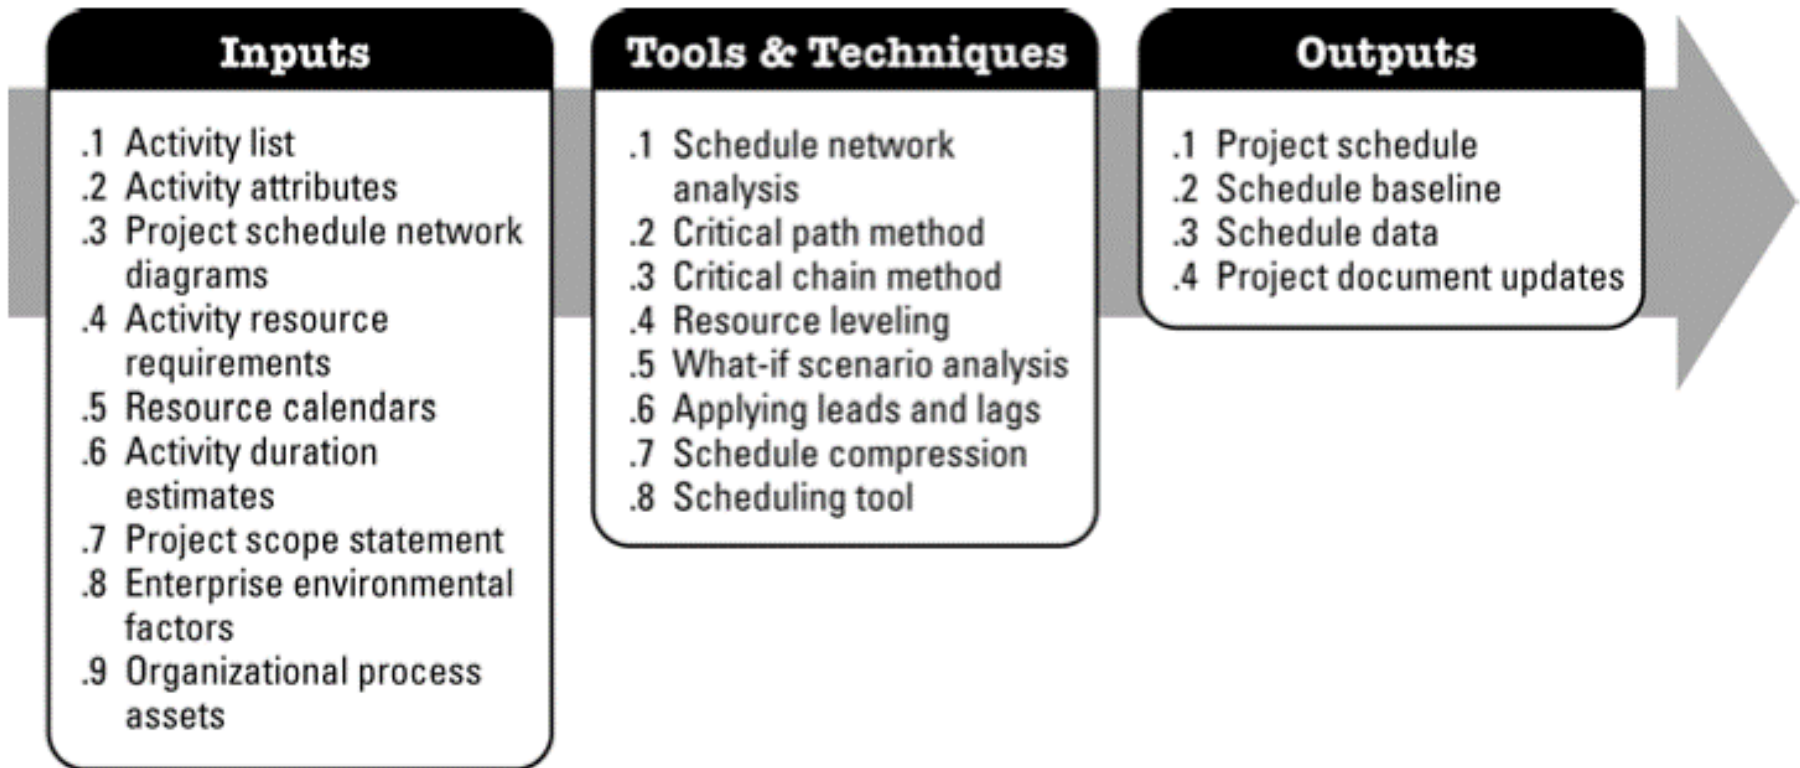 Inputs
.1 Activity list
.2 Activity attributes
.3 Project schedule network
diagrams
.4 Activity resource
requirements
.5 Resource calendars
.6 Activity duration
estimates
.7 Project scope statement
.8 Enterprise environmental
factors
.9 Organizational process
assets
Tools & Techniques
.1 Schedule network
analysis
.2 Critical path method
.3 Critical chain method
.4 Resource leveling
.5 What-if scenario analysis
.6 Applying leads and lags
.7 Schedule compression
.8 Scheduling tool
Outputs
.1 Project schedule
.2 Schedule baseline
.3 Schedule data
.4 Project document updates